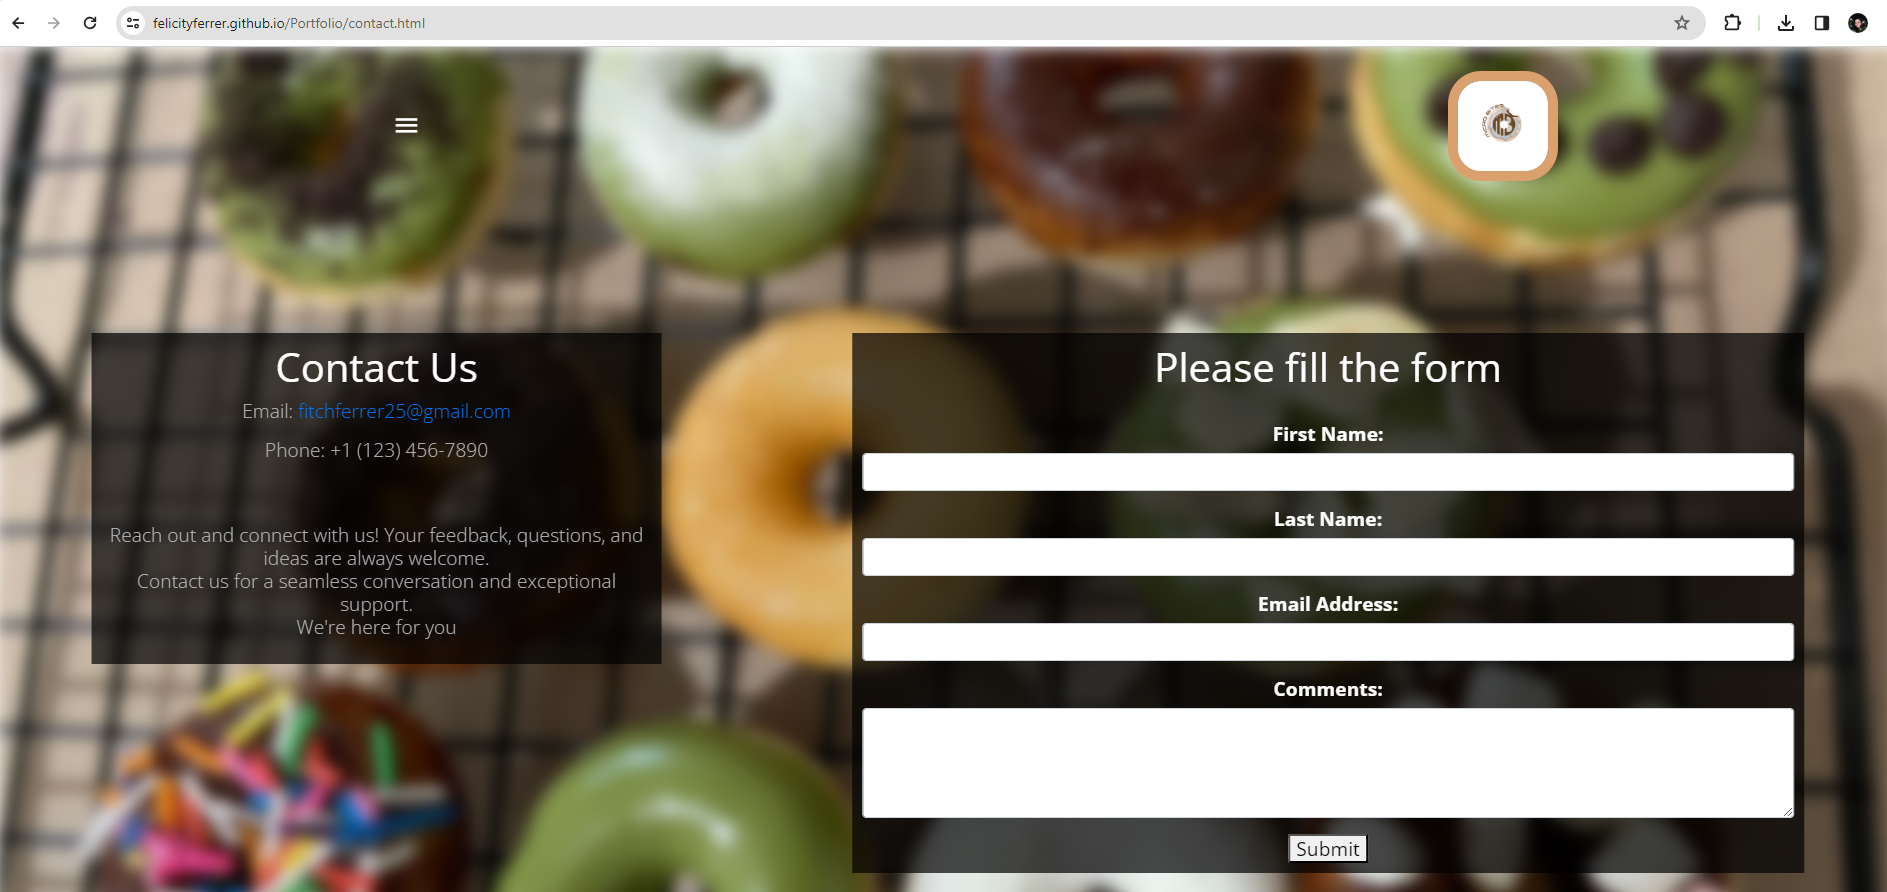 felicityferrer.github.io/Portfolio/contact.html
Contact Us
Email: fitchferrer25@gmail.com
Phone: +1 (123) 456-7890
Reach out and connect with us! Your feedback, questions, and
ideas are always welcome.
Contact us for a seamless conversation and exceptional
support.
We're here for you
Please fill the form
First Name:
Last Name:
Email Address:
Comments:
Submit